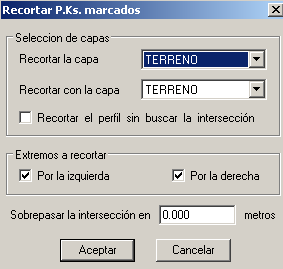 Recortar P.Ks. marcados
Seleccion de capas
Recortar la capa TERRENO
Recortar con la capa TERRENO
Recortar el perfil sin buscar la intersección
Extremos a recortar
Por la izquierda Por la derecha
Sobrepasar la intersección en 0.000 metros
Aceptar Cancelar